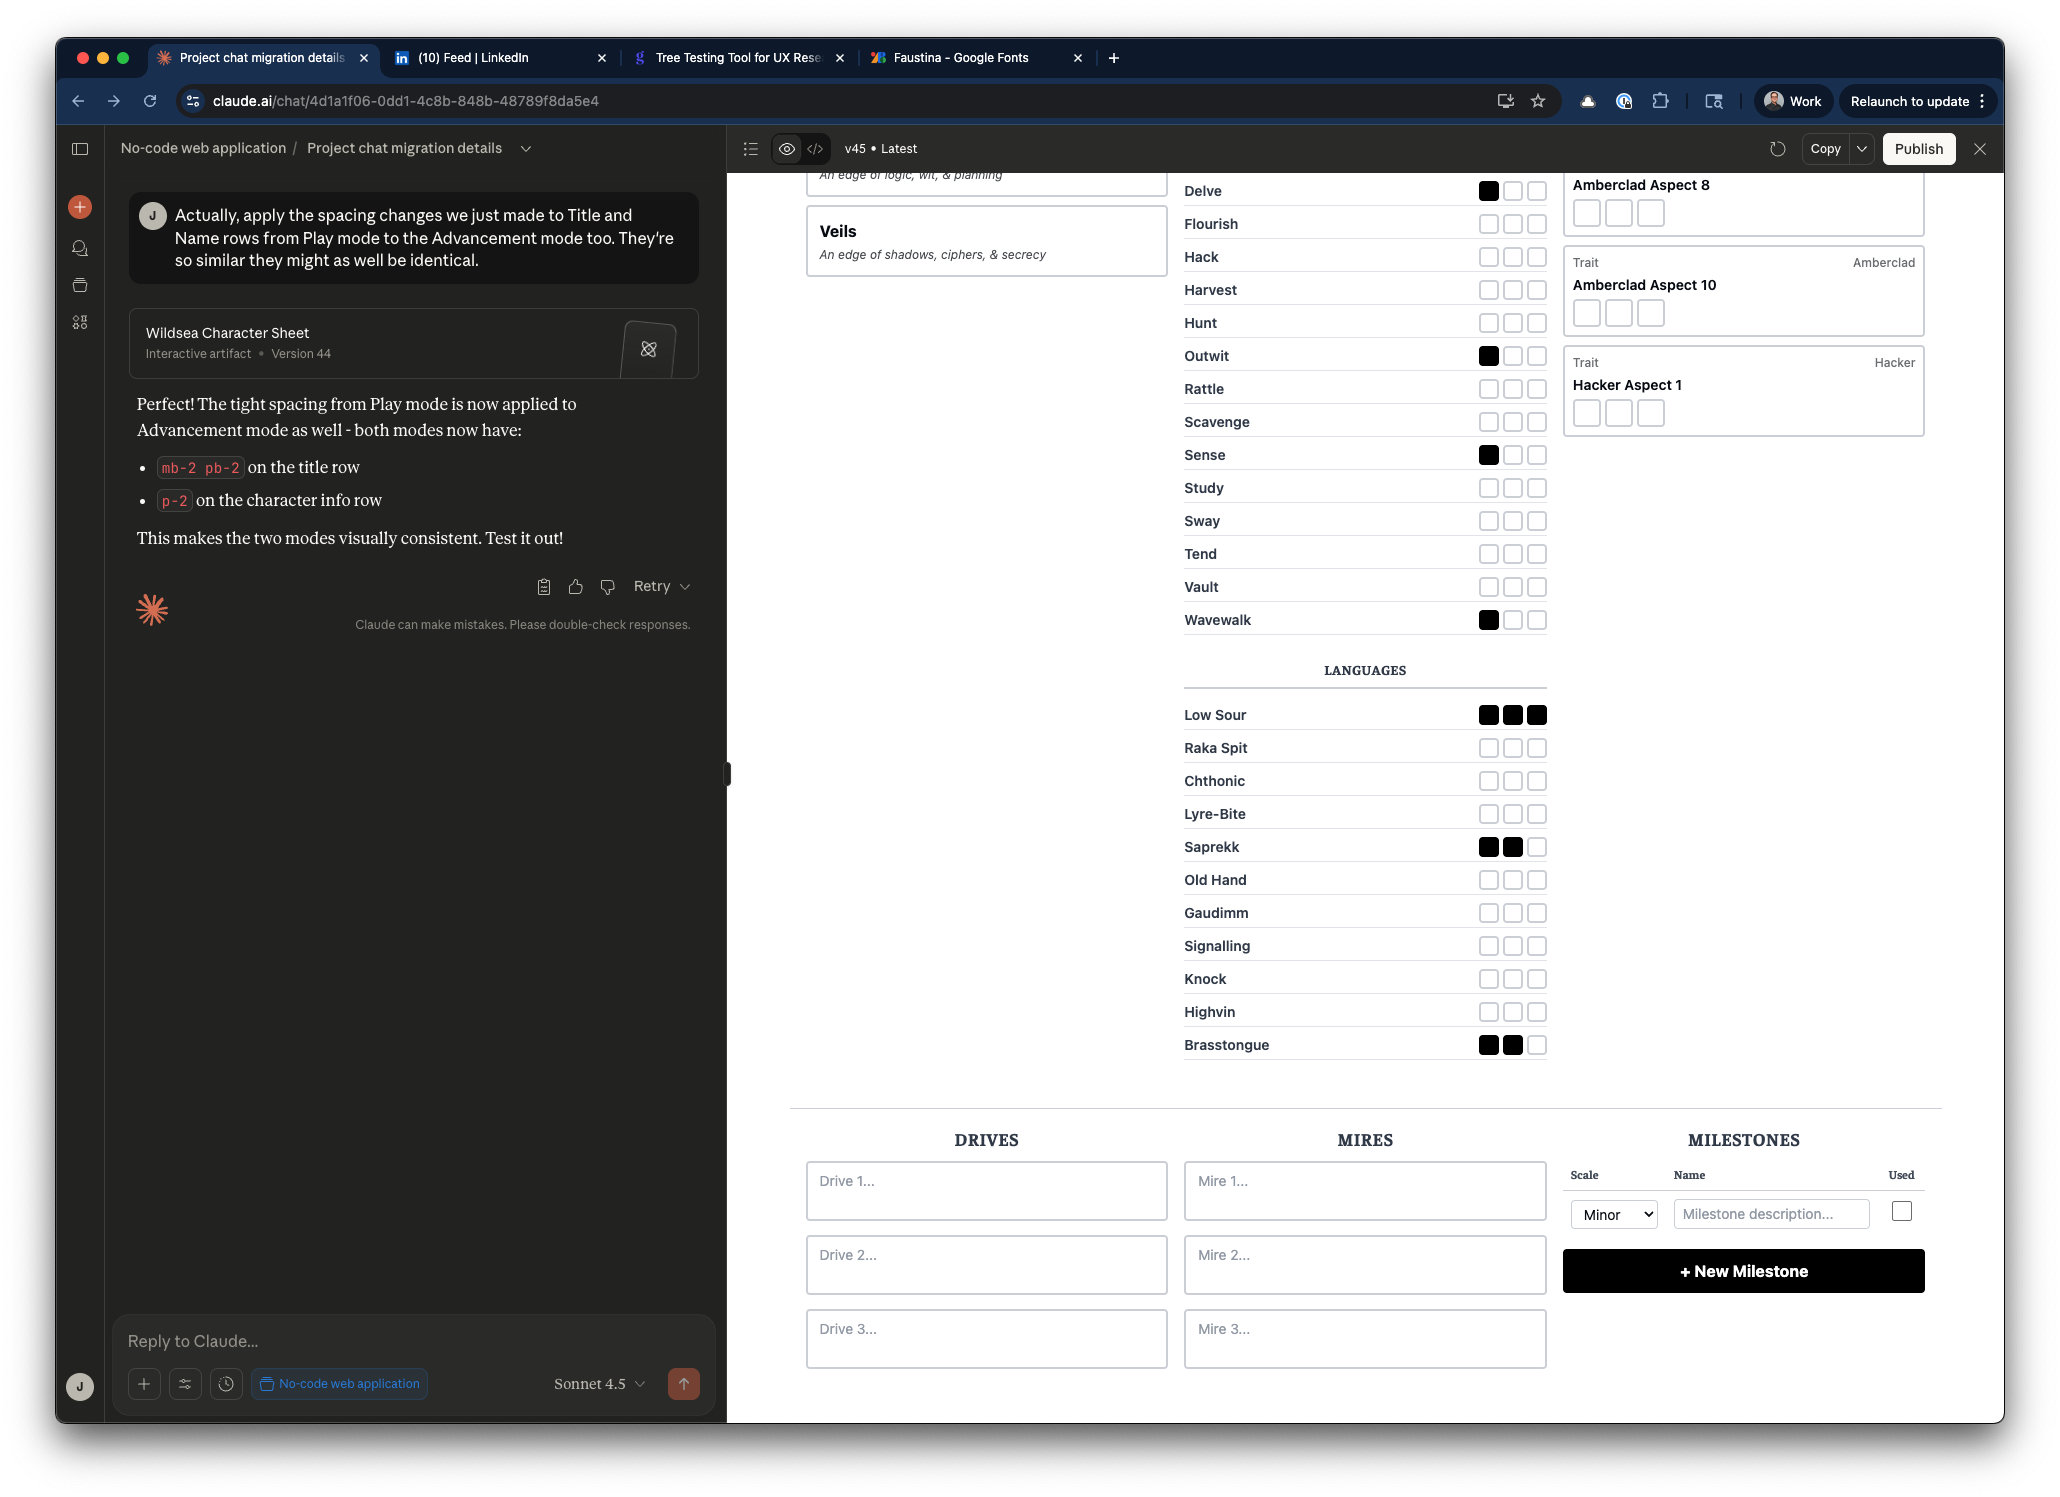 Project chat migration details
(10) Feed | LinkedIn
Tree Testing Tool for UX Rese
Faustina - Google Fonts
claude.ai/chat/4d1a1f06-0dd1-4c8b-848b-48789f8da5e4
Work
Relaunch to update
No-code web application / Project chat migration details
v45 • Latest
Copy
Publish
J
Actually, apply the spacing changes we just made to Title and
Name rows from Play mode to the Advancement mode too. They're
so similar they might as well be identical.
Wildsea Character Sheet
Interactive artifact • Version 44
Perfect! The tight spacing from Play mode is now applied to
Advancement mode as well - both modes now have:
• mb-2 pb-2 on the title row
• p-2 on the character info row
This makes the two modes visually consistent. Test it out!
Retry
Claude can make mistakes. Please double-check responses.
Reply to Claude...
No-code web application
Sonnet 4.5
J
An edge of logic, wit, & planning
Veils
An edge of shadows, ciphers, & secrecy
Delve
Flourish
Hack
Harvest
Hunt
Outwit
Rattle
Scavenge
Sense
Study
Sway
Tend
Vault
Wavewalk
LANGUAGES
Low Sour
Raka Spit
Chthonic
Lyre-Bite
Saprekk
Old Hand
Gaudimm
Signalling
Knock
Highvin
Brasstongue
Amberclad Aspect 8
Trait Amberclad
Amberclad Aspect 10
Trait Hacker
Hacker Aspect 1
DRIVES
Drive 1...
Drive 2...
Drive 3...
MIRES
Mire 1...
Mire 2...
Mire 3...
MILESTONES
Scale Name Used
Minor Milestone description...
+ New Milestone